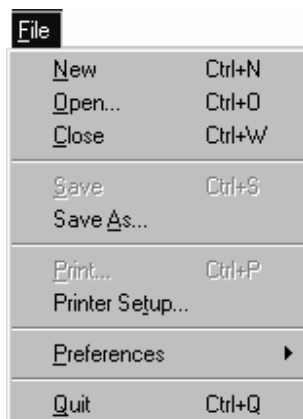 File
New Ctrl+N
Open... Ctrl+O
Close Ctrl+W
Save Ctrl+S
Save As...
Print... Ctrl+P
Printer Setup...
Preferences
Quit Ctrl+Q